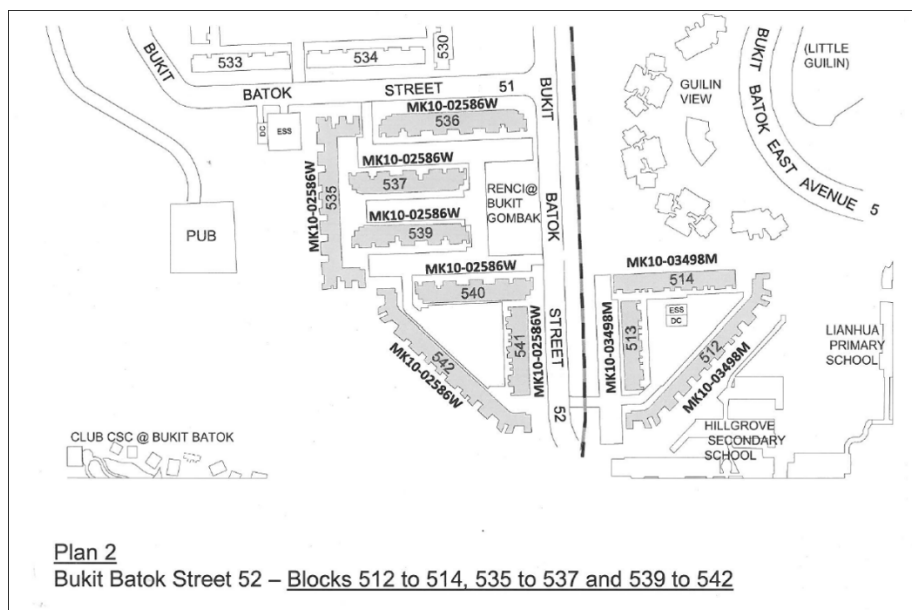 BUKIT
533
534
530
BATOK
STREET
51
BUKIT
GUILIN
VIEW
(LITTLE
GUILIN)
BUKIT BATOK EAST AVENUE 5
DC
ESS
MK10-02586W
536
MK10-02586W
535
MK10-02586W
537
RENCI@
BUKIT
GOMBAK
BATOK
PUB
MK10-02586W
539
MK10-02586W
540
MK10-03498M
514
541
MK10-02586W
STREET
MK10-03498M
513
ESS
DC
512
MK10-03498M
LIANHUA
PRIMARY
SCHOOL
542
MK10-02586W
52
HILLGROVE
SECONDARY
SCHOOL
CLUB CSC @ BUKIT BATOK
Plan 2
Bukit Batok Street 52 – Blocks 512 to 514, 535 to 537 and 539 to 542